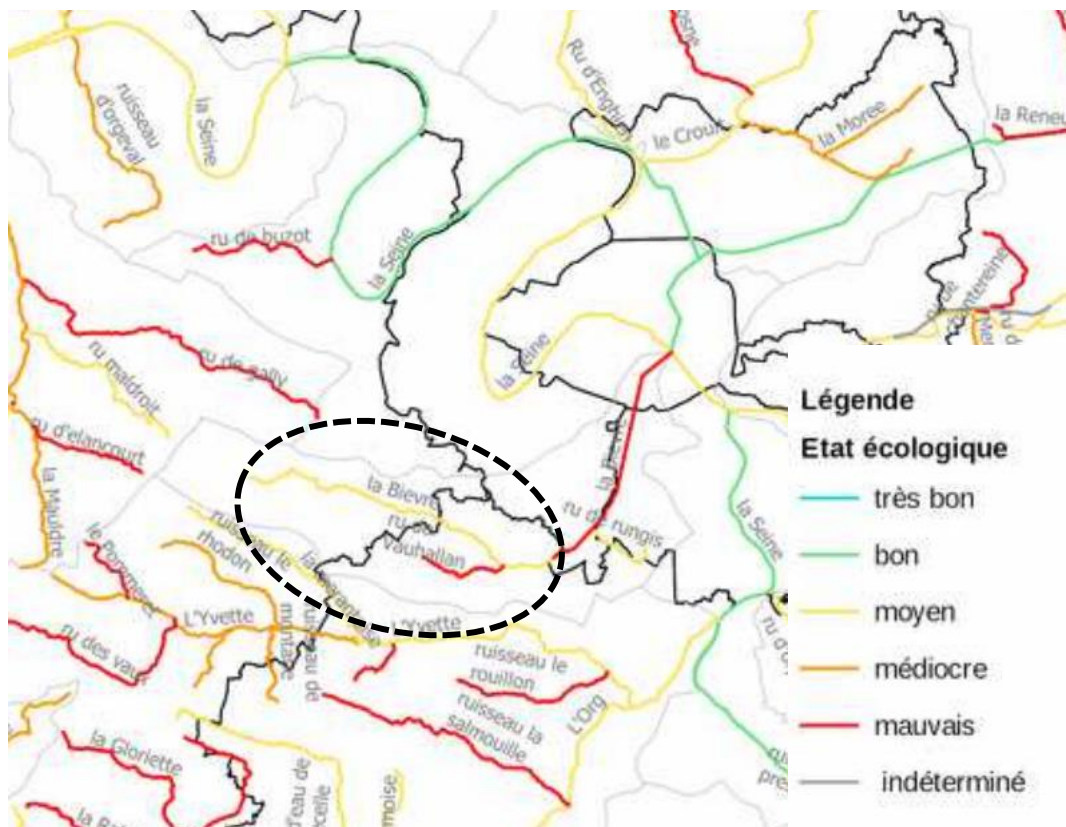 ruisseau
d'orgeval
la Seine
Ru d'Enghien
le Croult
la Moree
la Reneu
ru de buzot
la Seine
la Seine
ru maldroit
ru de gally
ru d'elancourt
la Mauldre
la Bievre
ru de
vauhallan
la Bievre
ru de rungis
la Seine
ruisseau le
rhodon
L'Yvette
L'Yvette
ru des vaux
ruisseau le
rouillon
ruisseau la
salmouille
L'Org
la Gloriette
d'eau de
Légende
Etat écologique
très bon
bon
moyen
médiocre
mauvais
indéterminé